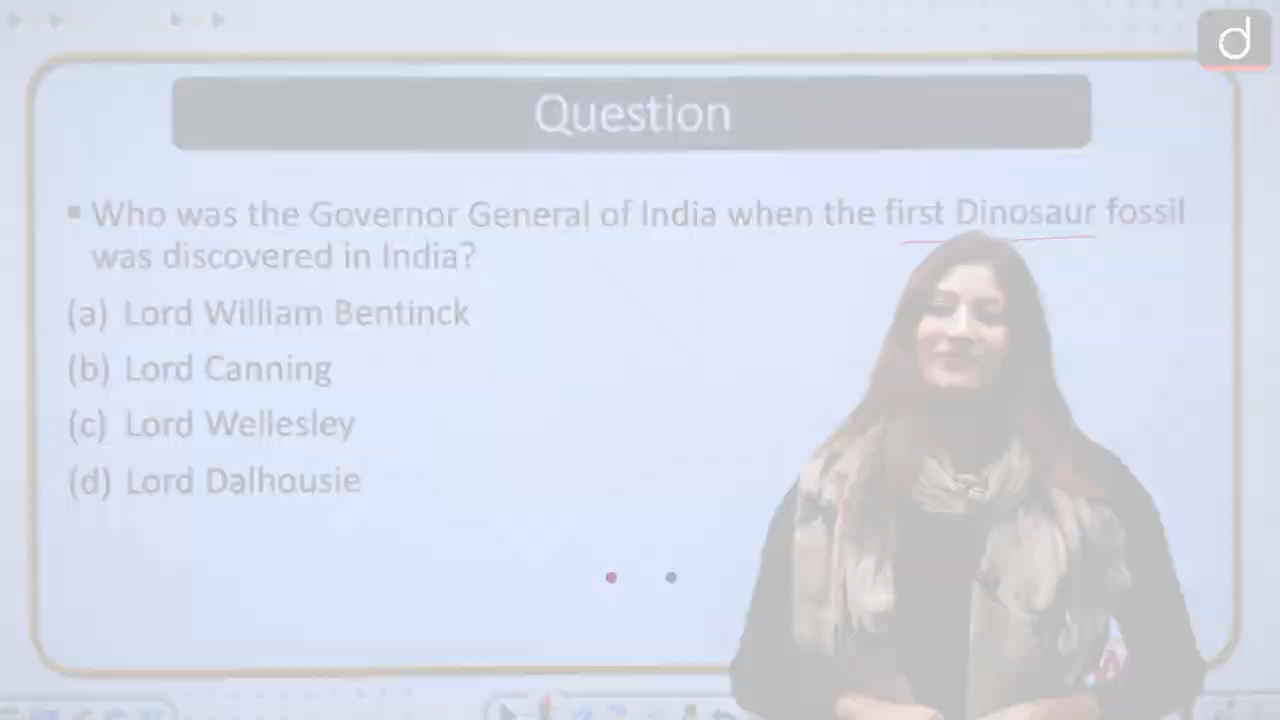 d
Question
▪ Who was the Governor General of India when the first Dinosaur fossil
was discovered in India?
(a) Lord William Bentinck
(b) Lord Canning
(c) Lord Wellesley
(d) Lord Dalhousie